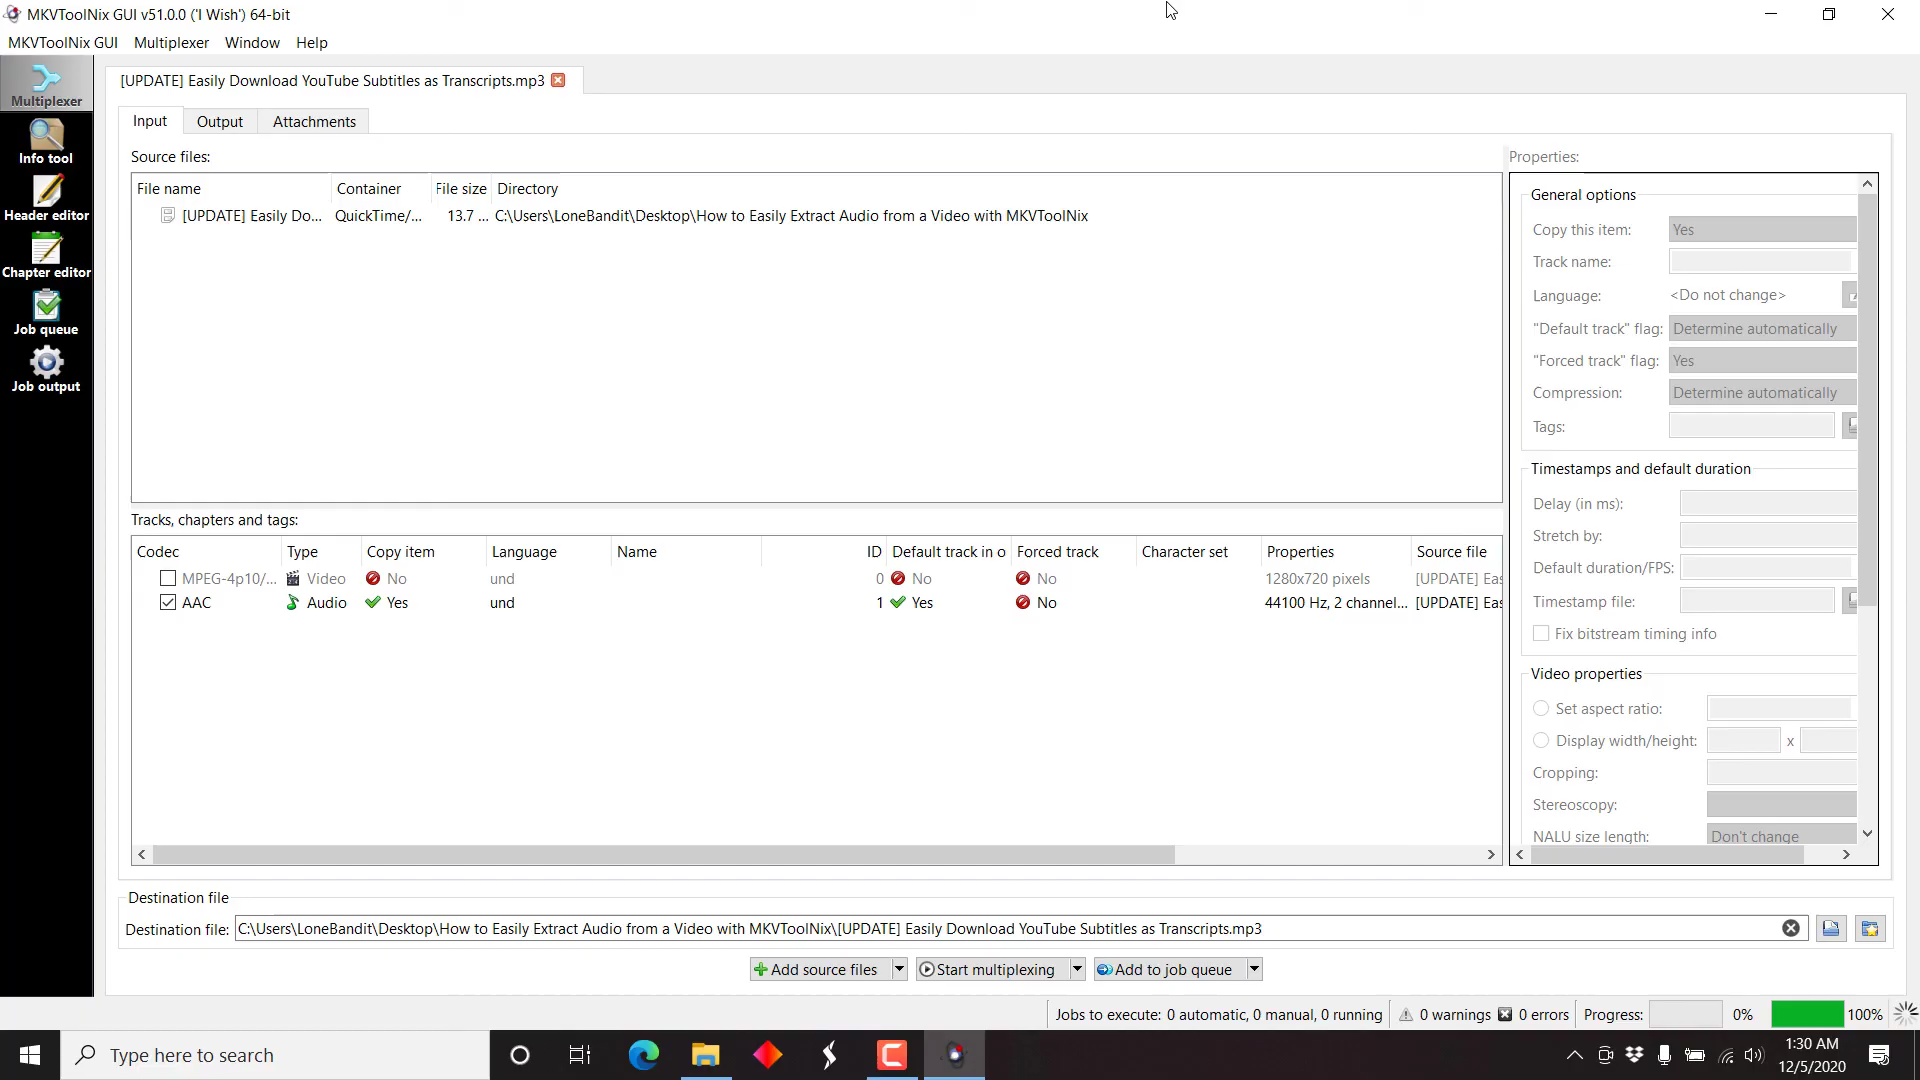 MKVToolNix GUI v51.0.0 ('I Wish') 64-bit
MKVToolNix GUI Multiplexer Window Help
Multiplexer
Info tool
Header editor
Chapter editor
Job queue
Job output
[UPDATE] Easily Download YouTube Subtitles as Transcripts.mp3
Input Output Attachments
Source files:
File name Container File size Directory
[UPDATE] Easily Do... QuickTime/... 13.7 ... C:\Users\LoneBandit\Desktop\How to Easily Extract Audio from a Video with MKVToolNix
Tracks, chapters and tags:
Codec Type Copy item Language Name ID Default track in o Forced track Character set Properties Source file
MPEG-4p10/... Video No und 0 No No 1280x720 pixels [UPDATE] Eas
AAC Audio Yes und 1 Yes No 44100 Hz, 2 channel... [UPDATE] Eas
Properties:
General options
Copy this item: Yes
Track name:
Language: <Do not change>
"Default track" flag: Determine automatically
"Forced track" flag: Yes
Compression: Determine automatically
Tags:
Timestamps and default duration
Delay (in ms):
Stretch by:
Default duration/FPS:
Timestamp file:
Fix bitstream timing info
Video properties
Set aspect ratio:
Display width/height: x
Cropping:
Stereoscopy:
NALU size length: Don't change
Destination file
Destination file: C:\Users\LoneBandit\Desktop\How to Easily Extract Audio from a Video with MKVToolNix\[UPDATE] Easily Download YouTube Subtitles as Transcripts.mp3
Add source files Start multiplexing Add to job queue
Jobs to execute: 0 automatic, 0 manual, 0 running 0 warnings 0 errors Progress: 0% 100%
Type here to search
1:30 AM
12/5/2020